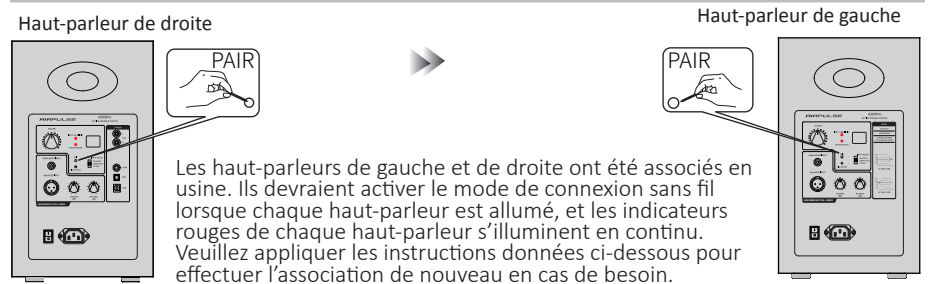 Haut-parleur de droite
Haut-parleur de gauche
PAIR
PAIR
AIRPULSE
AIRPULSE
Les haut-parleurs de gauche et de droite ont été associés en
usine. Ils devraient activer le mode de connexion sans fil
lorsque chaque haut-parleur est allumé, et les indicateurs
rouges de chaque haut-parleur s’illuminent en continu.
Veuillez appliquer les instructions données ci-dessous pour
effectuer l’association de nouveau en cas de besoin.